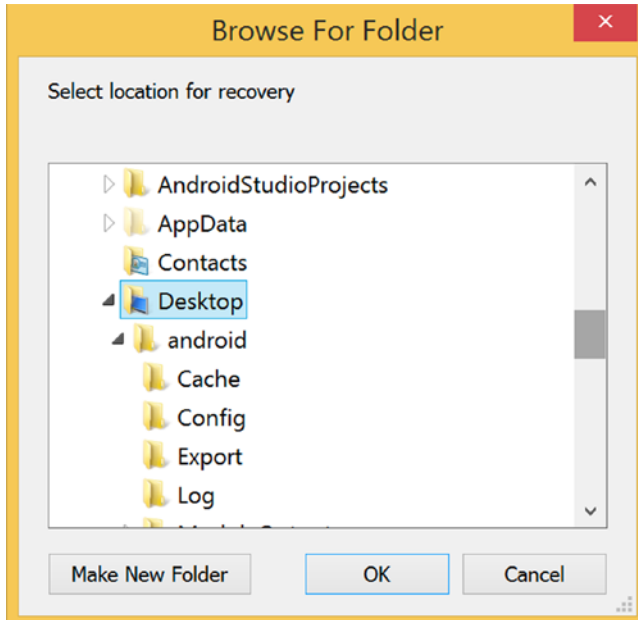 Browse For Folder
Select location for recovery
AndroidStudioProjects
AppData
Contacts
Desktop
android
Cache
Config
Export
Log
Make New Folder OK Cancel